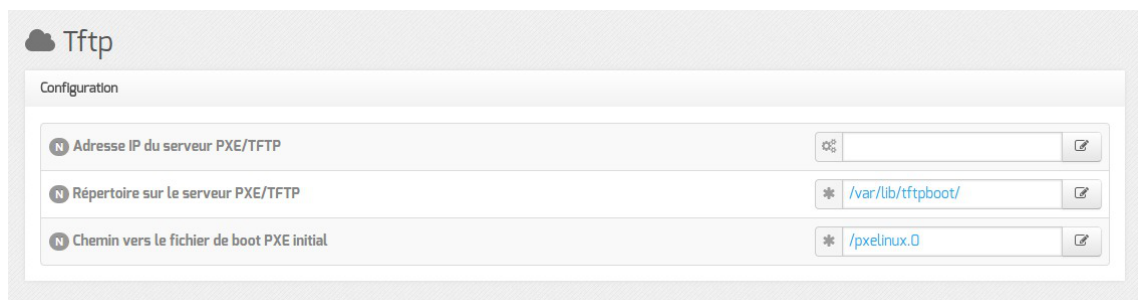 Tftp
Configuration
N Adresse IP du serveur PXE/TFTP
N Répertoire sur le serveur PXE/TFTP /var/lib/tftpboot/
N Chemin vers le fichier de boot PXE initial /pxelinux.0